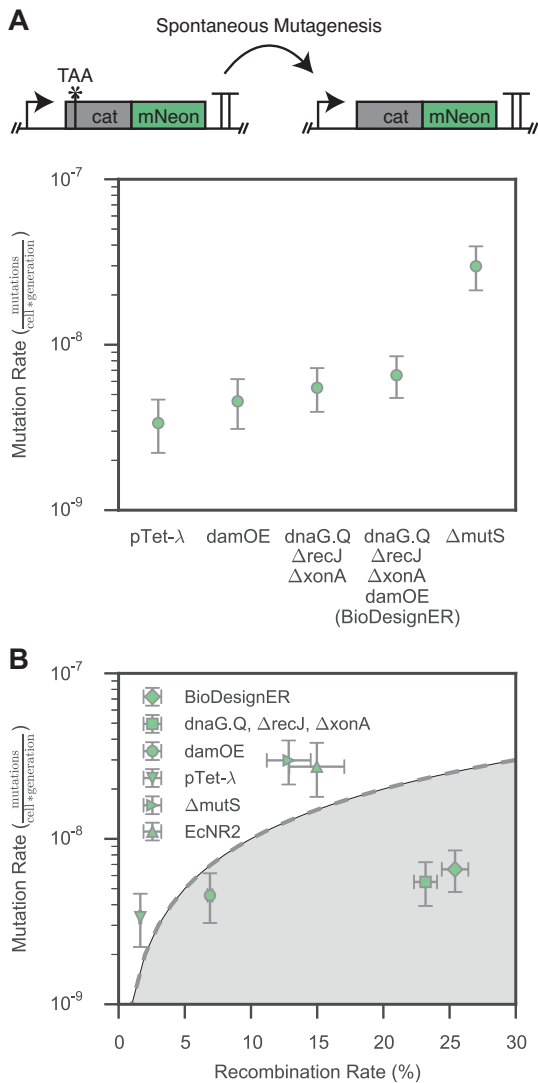 A
Spontaneous Mutagenesis
TAA
*
cat mNeon
cat mNeon
Mutation Rate (mutations / cell∗generation)
10⁻⁷
10⁻⁸
10⁻⁹
pTet-λ
damOE
dnaG.Q
ΔrecJ
ΔxonA
dnaG.Q
ΔrecJ
ΔxonA
damOE
(BioDesignER)
ΔmutS
B
Mutation Rate (mutations / cell∗generation)
10⁻⁷
10⁻⁸
10⁻⁹
BioDesignER
dnaG.Q, ΔrecJ, ΔxonA
damOE
pTet-λ
ΔmutS
EcNR2
0 5 10 15 20 25 30
Recombination Rate (%)